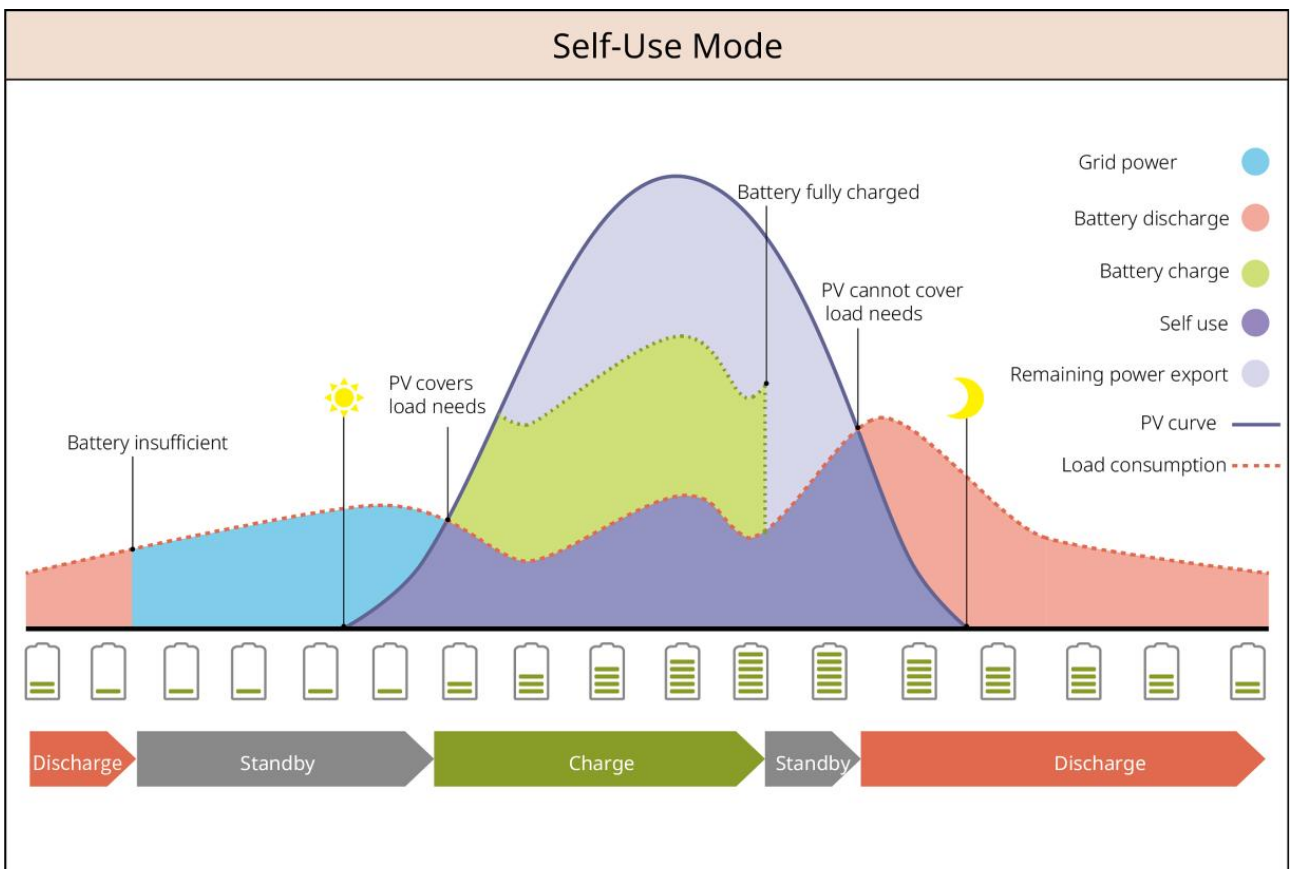 Self-Use Mode
Grid power
Battery fully charged
Battery discharge
Battery charge
PV cannot cover
load needs
Self use
Remaining power export
PV covers
load needs
PV curve
Battery insufficient
Load consumption
Discharge
Standby
Charge
Standby
Discharge